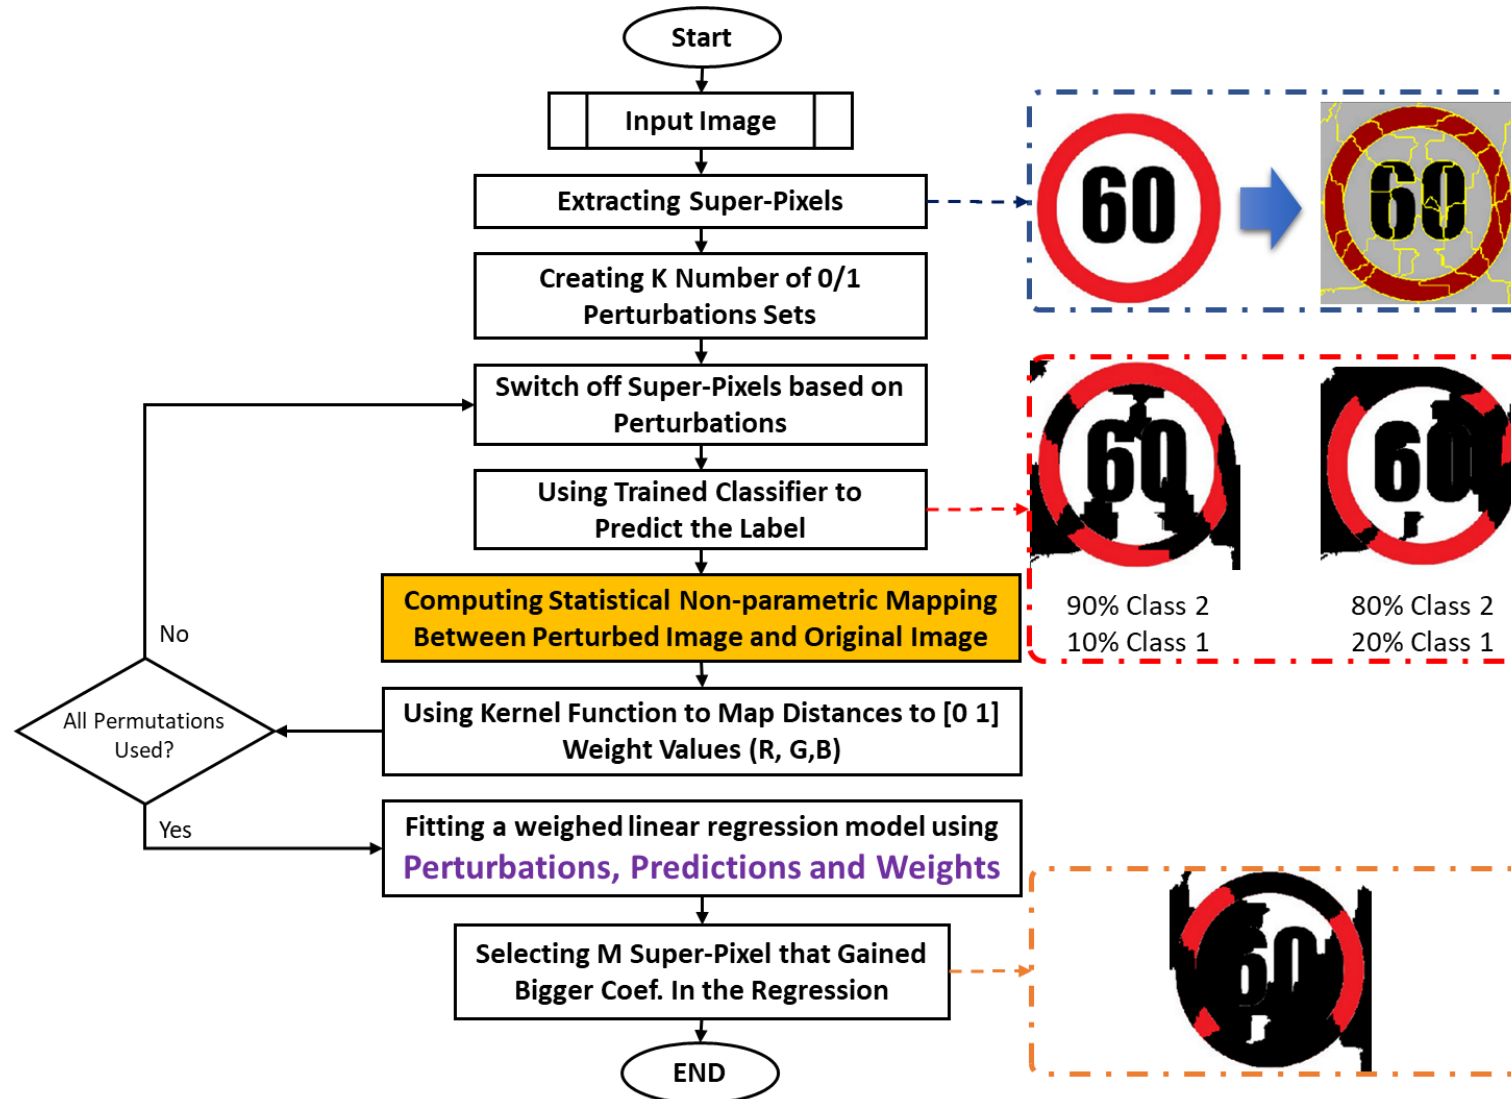 Start
Input Image
Extracting Super-Pixels
60
60
Creating K Number of 0/1
Perturbations Sets
Switch off Super-Pixels based on
Perturbations
60
60
Using Trained Classifier to
Predict the Label
90% Class 2
10% Class 1
80% Class 2
20% Class 1
Computing Statistical Non-parametric Mapping
Between Perturbed Image and Original Image
No
All Permutations
Used?
Using Kernel Function to Map Distances to [0 1]
Weight Values (R, G,B)
Yes
Fitting a weighed linear regression model using
Perturbations, Predictions and Weights
Selecting M Super-Pixel that Gained
Bigger Coef. In the Regression
60
END